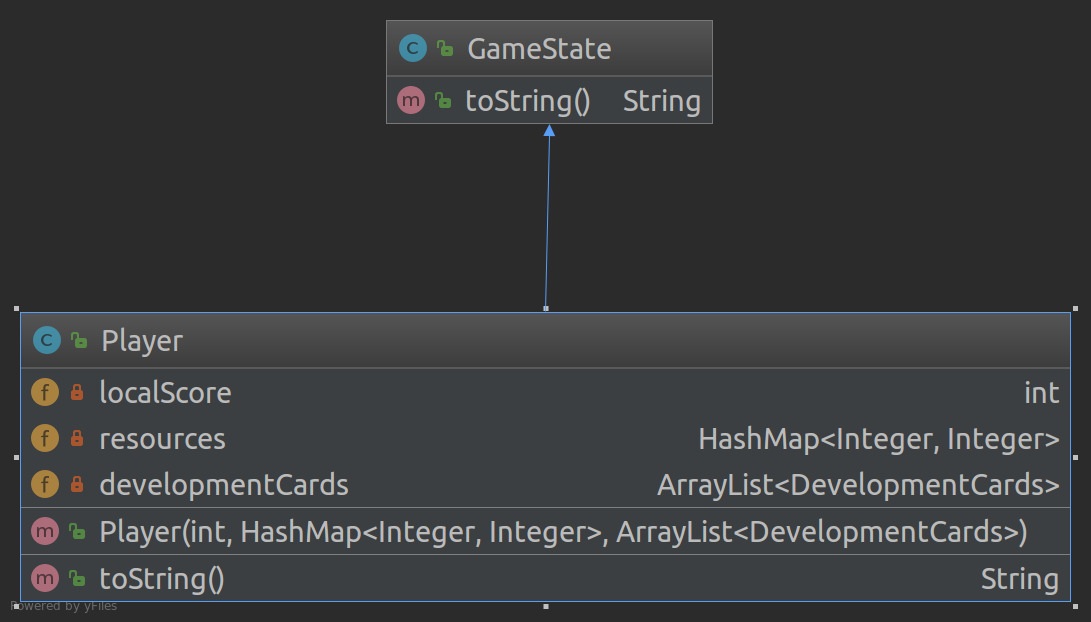 C GameState
m toString() String
C Player
f localScore int
f resources HashMap<Integer, Integer>
f developmentCards ArrayList<DevelopmentCards>
m Player(int, HashMap<Integer, Integer>, ArrayList<DevelopmentCards>)
m toString() String
Powered by yFiles